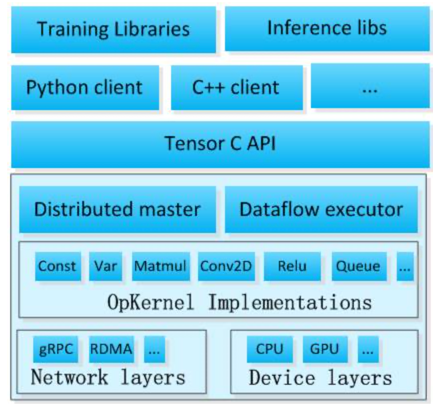 Training Libraries
Inference libs
Python client
C++ client
...
Tensor C API
Distributed master
Dataflow executor
Const Var Matmul Conv2D Relu Queue ...
OpKernel Implementations
gRPC RDMA ...
Network layers
CPU GPU ...
Device layers